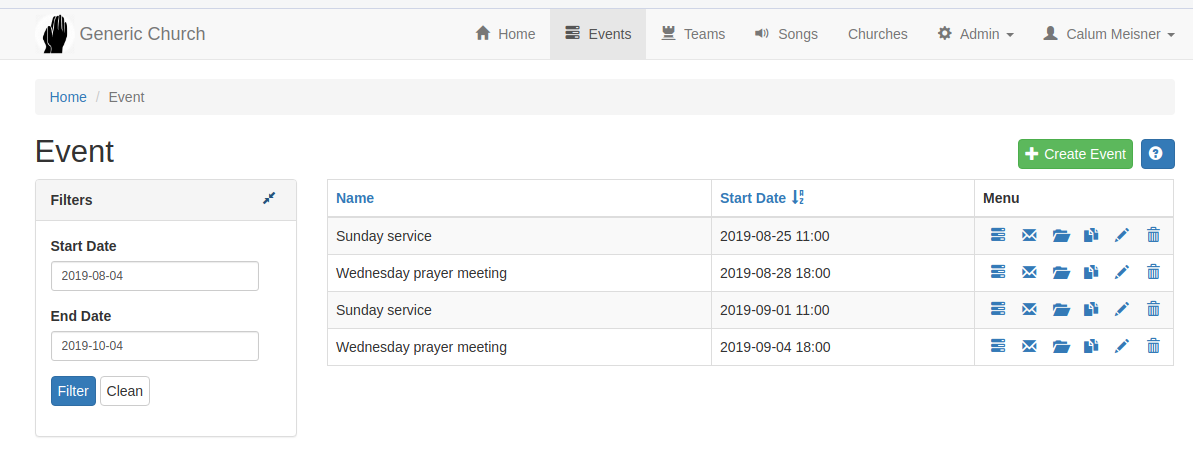 Generic Church Home Events Teams Songs Churches Admin Calum Meisner
Home / Event
Event
Create Event
Filters
Start Date
2019-08-04
End Date
2019-10-04
Filter Clean
Name Start Date Menu
Sunday service 2019-08-25 11:00
Wednesday prayer meeting 2019-08-28 18:00
Sunday service 2019-09-01 11:00
Wednesday prayer meeting 2019-09-04 18:00